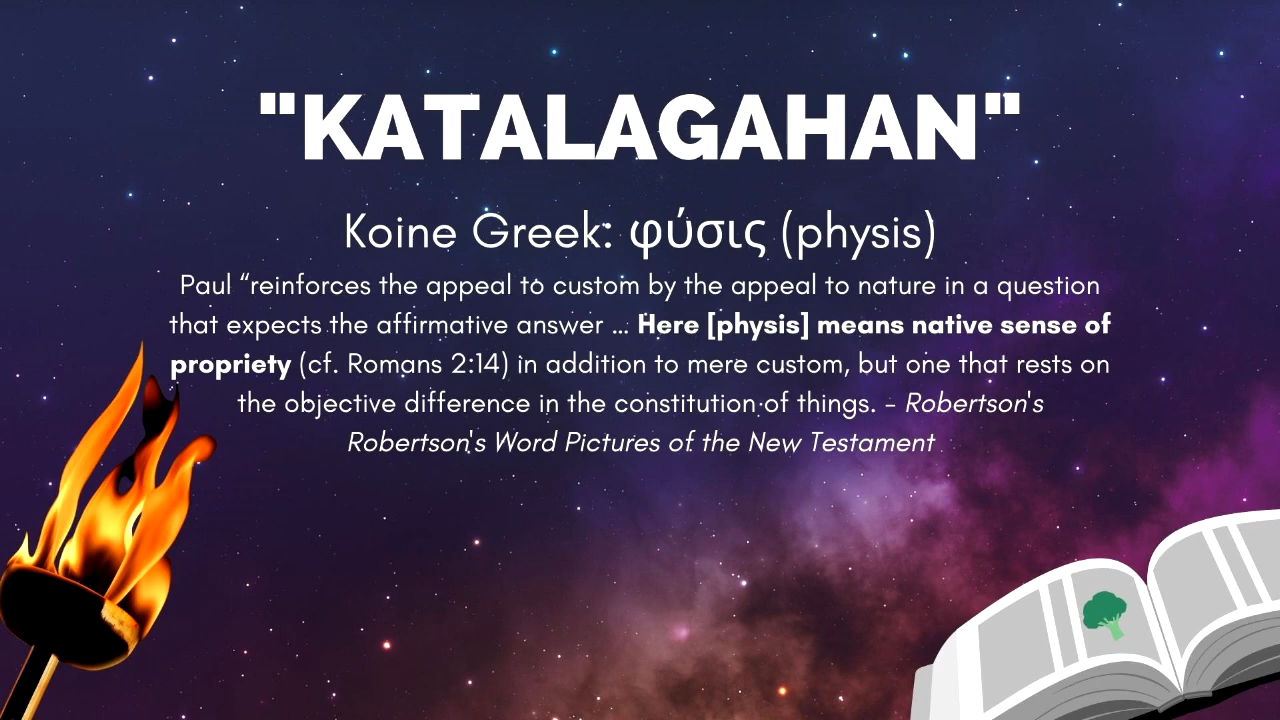 "KATALAGAHAN"
Koine Greek: φύσις (physis)
Paul “reinforces the appeal to custom by the appeal to nature in a question
that expects the affirmative answer ... Here [physis] means native sense of
propriety (cf. Romans 2:14) in addition to mere custom, but one that rests on
the objective difference in the constitution of things. - Robertson's
Robertson's Word Pictures of the New Testament